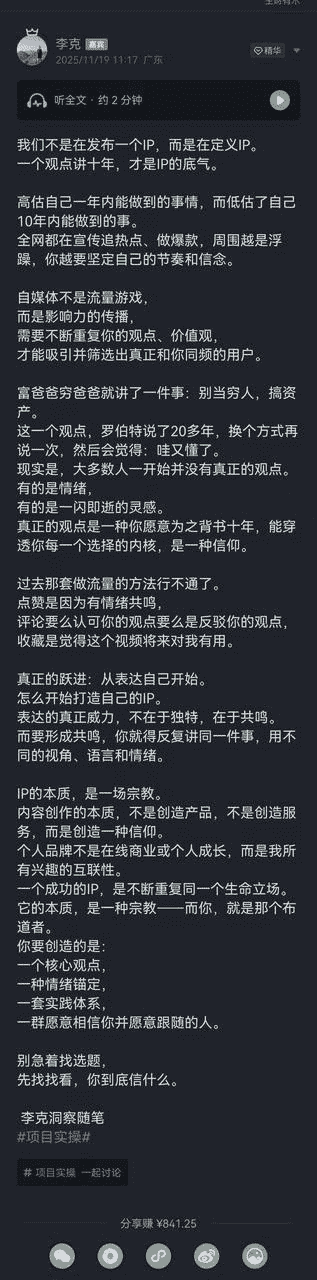 李克 嘉宾
2025/11/19 11:17 广东
精华
听全文 · 约 2 分钟
我们不是在发布一个IP，而是在定义IP。
一个观点讲十年，才是IP的底气。
高估自己一年内能做到的事情，而低估了自己
10年内能做到的事。
全网都在宣传追热点、做爆款，周围越是浮
躁，你越要坚定自己的节奏和信念。
自媒体不是流量游戏，
而是影响力的传播，
需要不断重复你的观点、价值观，
才能吸引并筛选出真正和你同频的用户。
富爸爸穷爸爸就讲了一件事：别当穷人，搞资
产。
这一个观点，罗伯特说了20多年，换个方式再
说一次，然后会觉得：哇又懂了。
现实是，大多数人一开始并没有真正的观点。
有的是情绪，
有的是一闪即逝的灵感。
真正的观点是一种你愿意为之背书十年，能穿
透你每一个选择的内核，是一种信仰。
过去那套做流量的方法行不通了。
点赞是因为有情绪共鸣，
评论要么认可你的观点要么是反驳你的观点，
收藏是觉得这个视频将来对我有用。
真正的跃进：从表达自己开始。
怎么开始打造自己的IP。
表达的真正威力，不在于独特，在于共鸣。
而要形成共鸣，你就得反复讲同一件事，用不
同的视角、语言和情绪。
IP的本质，是一场宗教。
内容创作的本质，不是创造产品，不是创造服
务，而是创造一种信仰。
个人品牌不是在线商业或个人成长，而是我所
有兴趣的互联性。
一个成功的IP，是不断重复同一个生命立场。
它的本质，是一种宗教——而你，就是那个布
道者。
你要创造的是：
一个核心观点，
一种情绪锚定，
一套实践体系，
一群愿意相信你并愿意跟随的人。
别急着找选题，
先找找看，你到底信什么。
李克洞察随笔
#项目实操#
# 项目实操 一起讨论
分享赚 ¥841.25